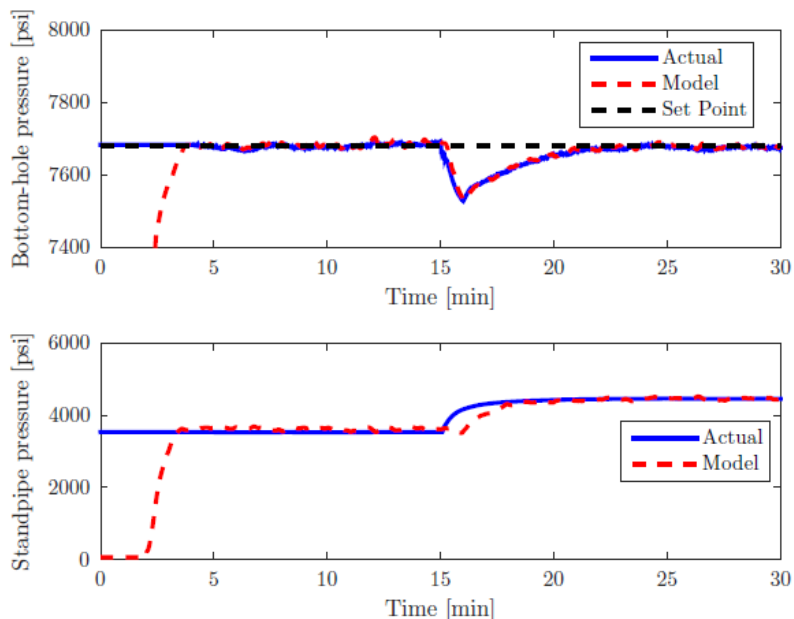 8000
7800
7600
7400
Bottom-hole pressure [psi]
Actual
Model
Set Point
0 5 10 15 20 25 30
Time [min]
6000
4000
2000
0
Standpipe pressure [psi]
Actual
Model
0 5 10 15 20 25 30
Time [min]